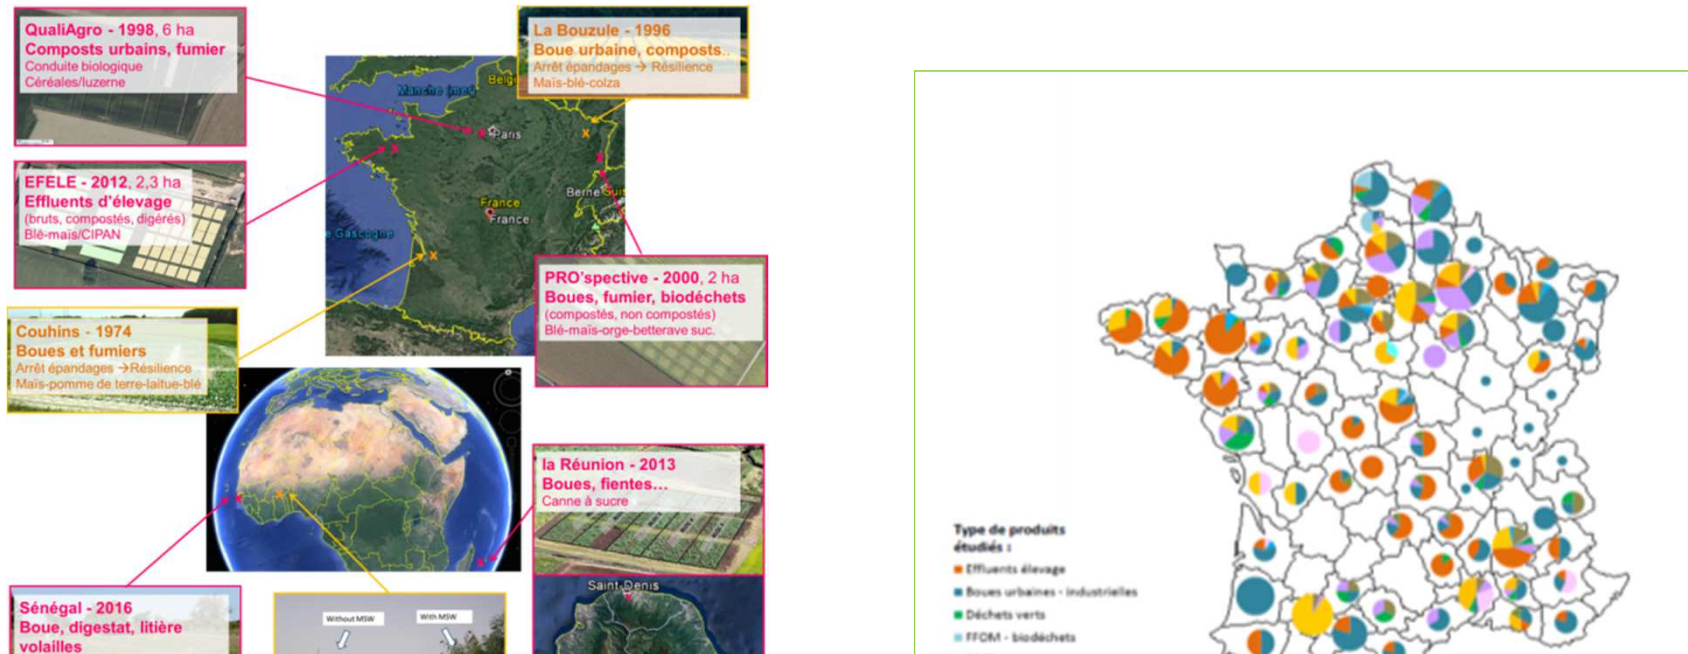 QualiAgro - 1998, 6 ha
Composts urbains, fumier
Conduite biologique
Céréales/luzerne
La Bouzule - 1996
Boue urbaine, composts..
Arrêt épandages → Résilience
Maïs-blé-colza
Belg
Manche (meu
Paris
EFELE - 2012, 2,3 ha
Effluents d'élevage
(bruts, compostés, digérés)
Blé-maïs/CIPAN
Berne
Suis
France
France
e Gascogne
PRO'spective - 2000, 2 ha
Boues, fumier, biodéchets
(compostés, non compostés)
Blé-maïs-orge-betterave suc.
Couhins - 1974
Boues et fumiers
Arrêt épandages →Résilience
Maïs-pomme de terre-laitue-blé
la Réunion - 2013
Boues, fientes...
Canne à sucre
Saint-Denis
Sénégal - 2016
Boue, digestat, litière
volailles
Without MSW
With MSW
Type de produits
étudiés :
Effluents élevage
Boues urbaines - industrielles
Déchets verts
FFOM - biodéchets